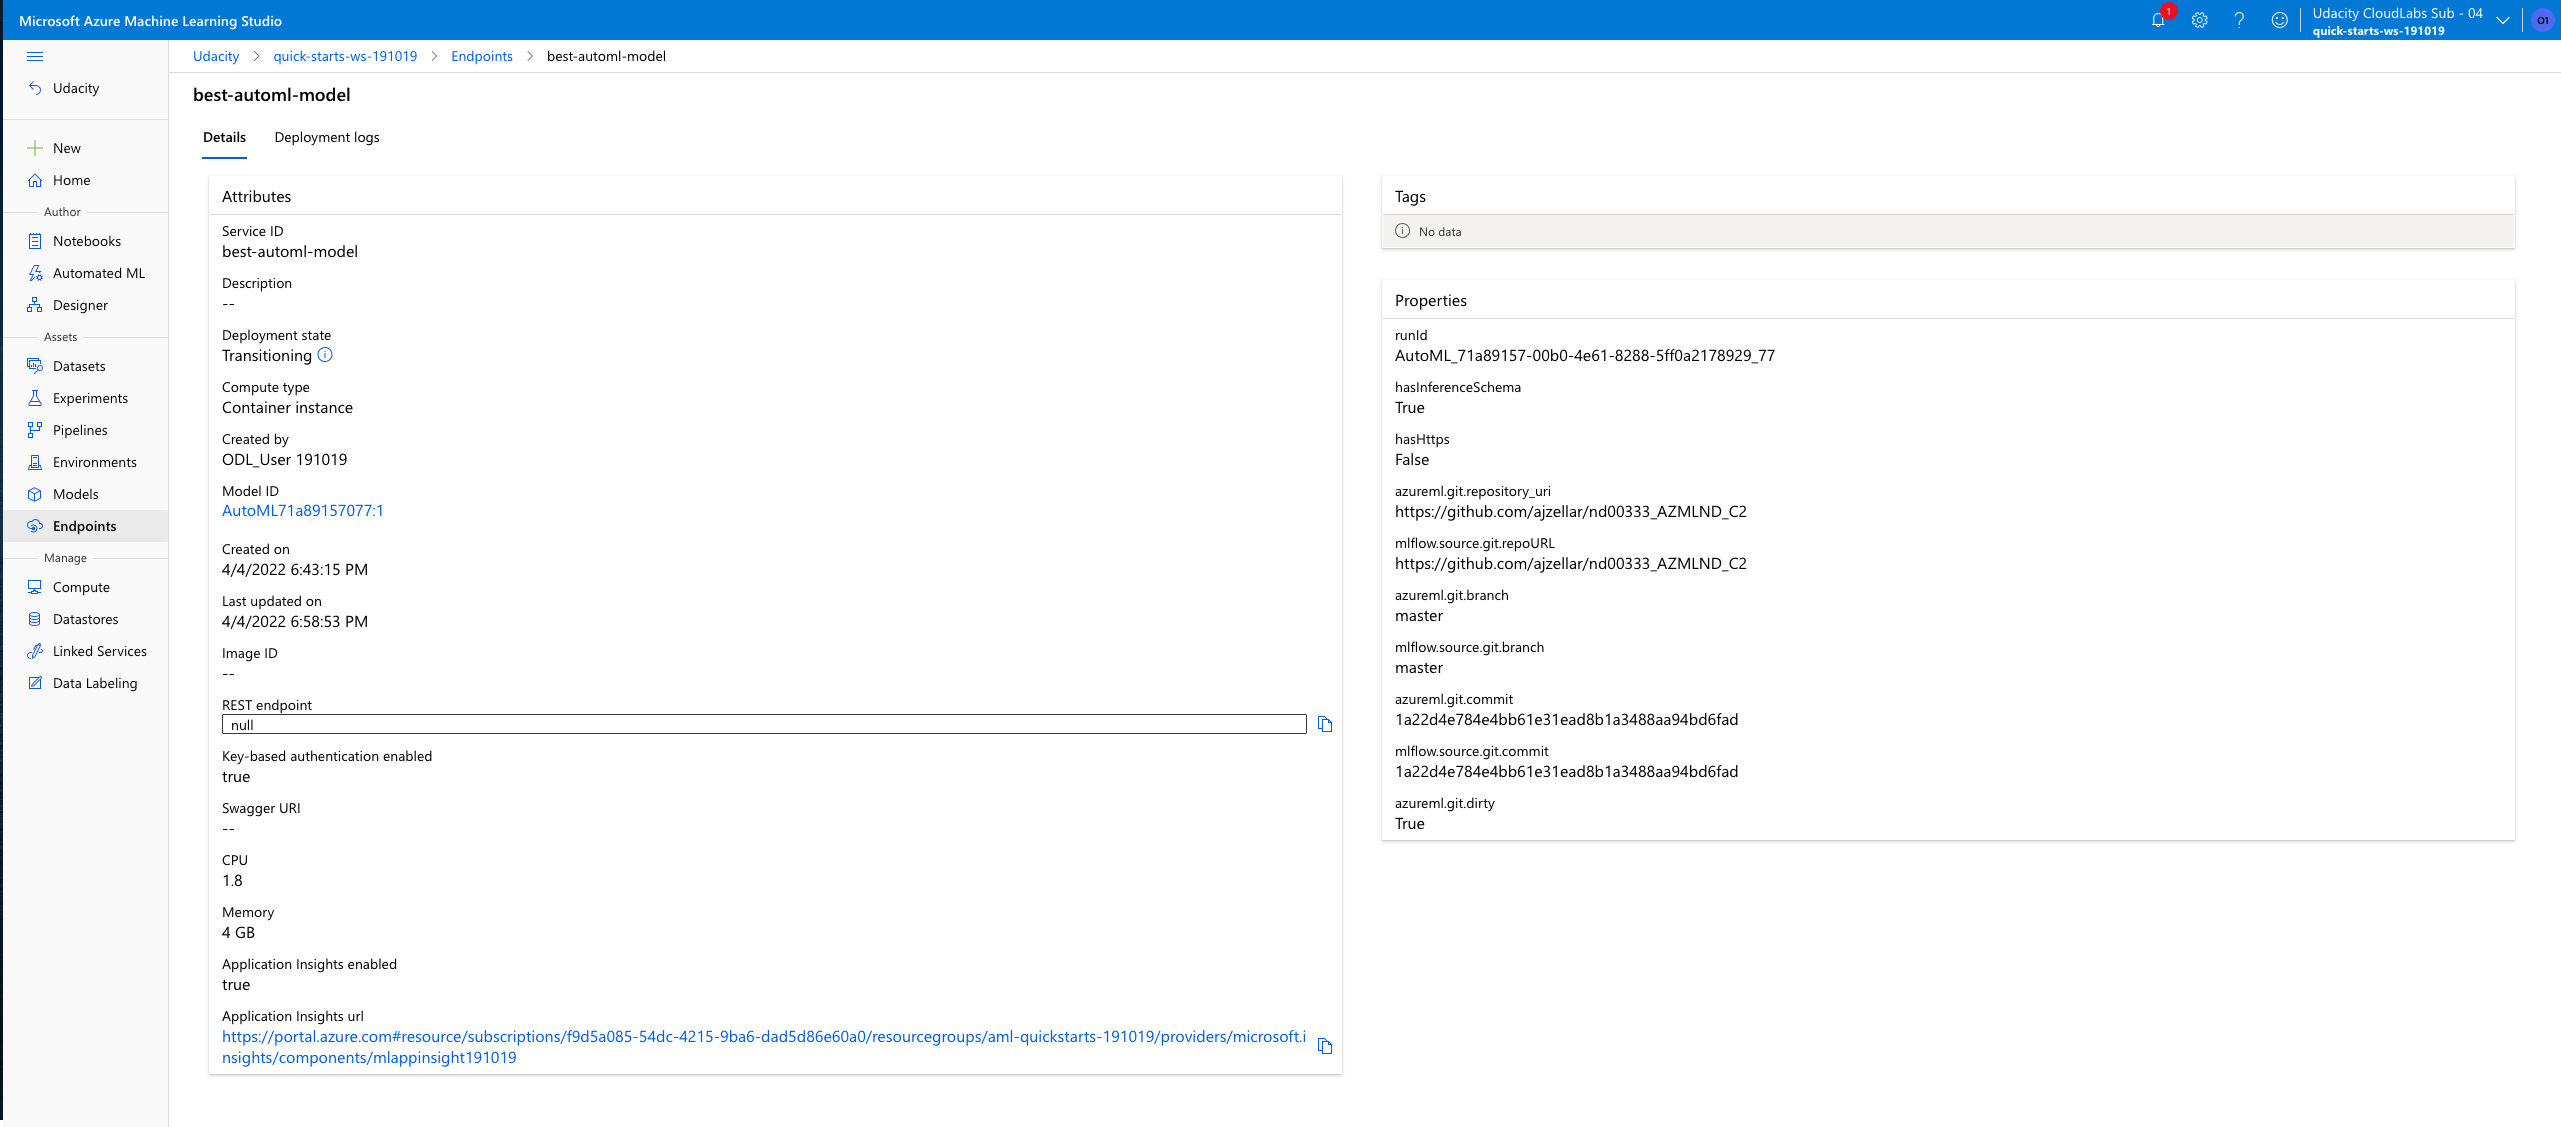 Microsoft Azure Machine Learning Studio
1
Udacity CloudLabs Sub - 04
quick-starts-ws-191019
O1
Udacity
New
Home
Author
Notebooks
Automated ML
Designer
Assets
Datasets
Experiments
Pipelines
Environments
Models
Endpoints
Manage
Compute
Datastores
Linked Services
Data Labeling
Udacity > quick-starts-ws-191019 > Endpoints > best-automl-model
best-automl-model
Details Deployment logs
Attributes
Service ID
best-automl-model
Description
--
Deployment state
Transitioning
Compute type
Container instance
Created by
ODL_User 191019
Model ID
AutoML71a89157077:1
Created on
4/4/2022 6:43:15 PM
Last updated on
4/4/2022 6:58:53 PM
Image ID
--
REST endpoint
null
Key-based authentication enabled
true
Swagger URI
--
CPU
1.8
Memory
4 GB
Application Insights enabled
true
Application Insights url
https://portal.azure.com#resource/subscriptions/f9d5a085-54dc-4215-9ba6-dad5d86e60a0/resourcegroups/aml-quickstarts-191019/providers/microsoft.i
nsights/components/mlappinsight191019
Tags
No data
Properties
runId
AutoML_71a89157-00b0-4e61-8288-5ff0a2178929_77
hasInferenceSchema
True
hasHttps
False
azureml.git.repository_uri
https://github.com/ajzellar/nd00333_AZMLND_C2
mlflow.source.git.repoURL
https://github.com/ajzellar/nd00333_AZMLND_C2
azureml.git.branch
master
mlflow.source.git.branch
master
azureml.git.commit
1a22d4e784e4bb61e31ead8b1a3488aa94bd6fad
mlflow.source.git.commit
1a22d4e784e4bb61e31ead8b1a3488aa94bd6fad
azureml.git.dirty
True